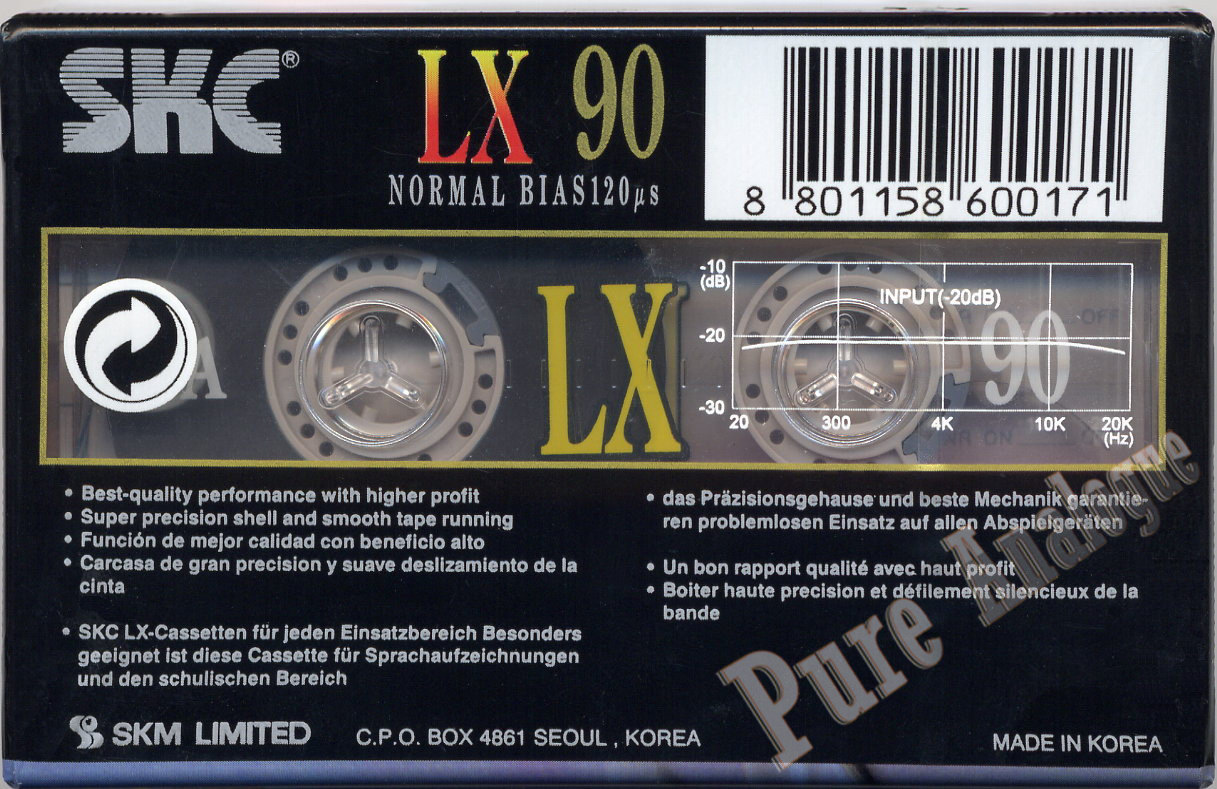 SKC®
LX 90
NORMAL BIAS 120µs
8 801158 600171
A
LX
90
-10
(dB)
INPUT(-20dB)
-20
-30
20 300 4K 10K 20K
(Hz)
• Best-quality performance with higher profit
• Super precision shell and smooth tape running
• Función de mejor calidad con beneficio alto
• Carcasa de gran precision y suave deslizamiento de la
cinta
• SKC LX-Cassetten für jeden Einsatzbereich Besonders
geeignet ist diese Cassette für Sprachaufzeichnungen
und den schulischen Bereich
• das Präzisionsgehause und beste Mechanik garantie-
ren problemlosen Einsatz auf allen Abspielgeräten
• Un bon rapport qualité avec haut profit
• Boiter haute precision et défilement silencieux de la
bande
SKM LIMITED
C.P.O. BOX 4861 SEOUL , KOREA
MADE IN KOREA
Pure Analogue